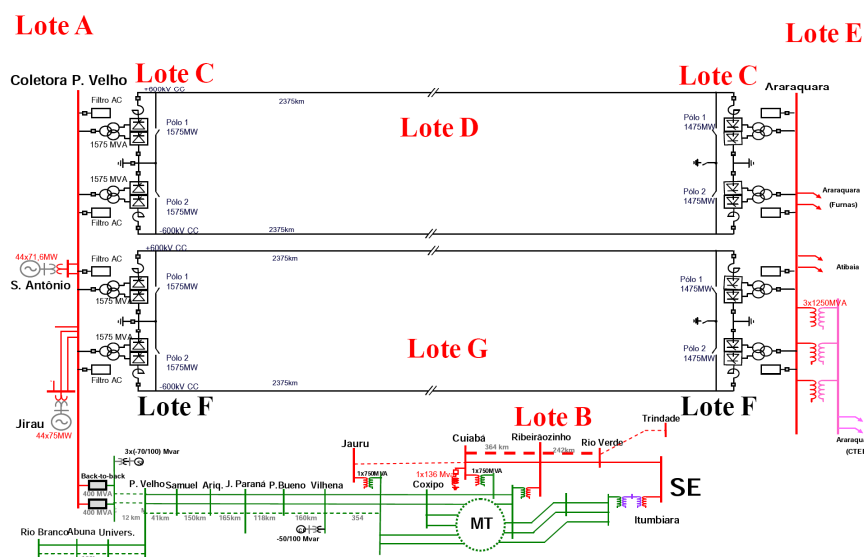 Lote A
Lote E
Coletora P. Velho
Lote C
Lote C
Araraquara
+600kV CC
2375km
Filtro AC
Pólo 1
1575MW
Lote D
Pólo 1
1475MW
1575 MVA
1575 MVA
Pólo 2
1575MW
Pólo 2
1475MW
Araraquara
(Furnas)
Filtro AC
-600kV CC
2375km
+600kV CC
2375km
44x71,6MW
Filtro AC
Atibaia
S. Antônio
Pólo 1
1575MW
Pólo 1
1475MW
1575 MVA
3x1250MVA
1575 MVA
Lote G
Pólo 2
1575MW
Pólo 2
1475MW
Filtro AC
-600kV CC
2375km
Jirau
44x75MW
Lote F
Lote F
Lote B
Trindade
Araraqua
(CTE
3x(-70/100) Mvar
Jauru
Cuiabá
Ribeirãozinho
Rio Verde
364 km
242km
Back-to-back
400 MVA
400 MVA
1x750MVA
1x136 Mva
1x750MVA
P. Velho
Samuel
Ariq.
J. Paraná
P.Bueno
Vilhena
Coxipo
SE
12 km
41km
150km
165km
118km
160km
354
MT
Itumbiara
-50/100 Mvar
Rio Branco
Abuna
Univers.